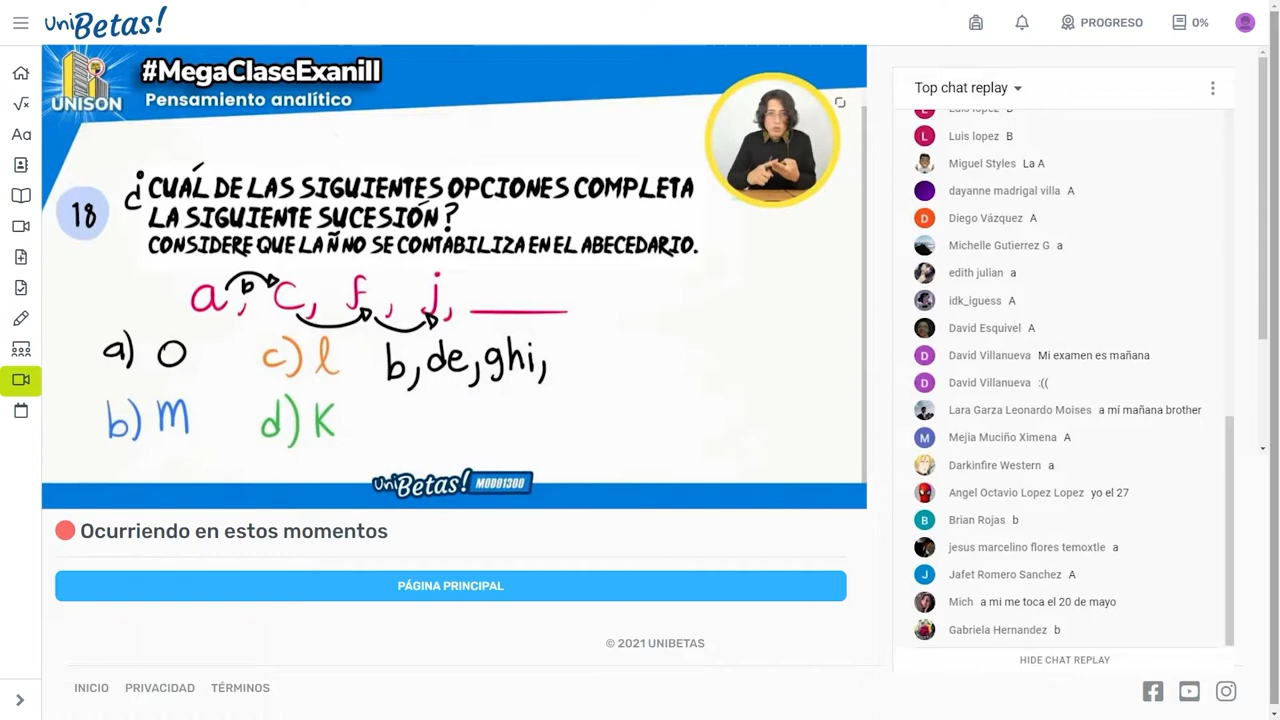 UniBetas!
PROGRESO
0%
UNISON
#MegaClaseExaniII
Pensamiento analítico
18
¿CUÁL DE LAS SIGUIENTES OPCIONES COMPLETA
LA SIGUIENTE SUCESIÓN?
CONSIDERE QUE LA Ñ NO SE CONTABILIZA EN EL ABECEDARIO.
a, b c, f, j, ______
a) O
c) l
b, de, ghi,
b) M
d) K
UniBetas! MODO1300
Ocurriendo en estos momentos
PÁGINA PRINCIPAL
© 2021 UNIBETAS
INICIO PRIVACIDAD TÉRMINOS
Top chat replay
L Luis lopez B
L Luis lopez B
Miguel Styles La A
dayanne madrigal villa A
D Diego Vázquez A
Michelle Gutierrez G a
edith julian a
idk_iguess A
David Esquivel A
D David Villanueva Mi examen es mañana
D David Villanueva :((
Lara Garza Leonardo Moises a mí mañana brother
M Mejia Muciño Ximena A
Darkinfire Western a
Angel Octavio Lopez Lopez yo el 27
B Brian Rojas b
jesus marcelino flores temoxtle a
J Jafet Romero Sanchez A
Mich a mi me toca el 20 de mayo
Gabriela Hernandez b
HIDE CHAT REPLAY